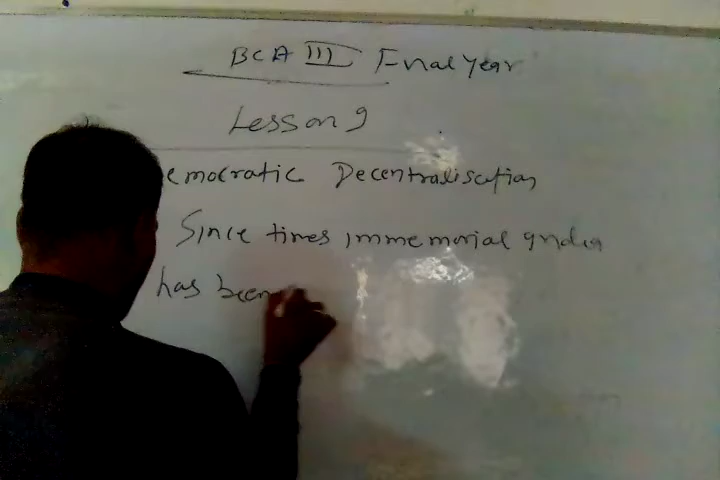 BCA III Final Year
Lesson 9
emocratic Decentralisation
Since times immemorial India
has been